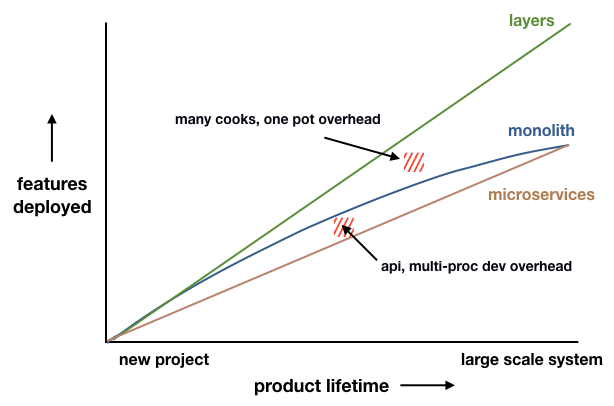 layers
many cooks, one pot overhead
monolith
features
deployed
microservices
api, multi-proc dev overhead
new project
large scale system
product lifetime